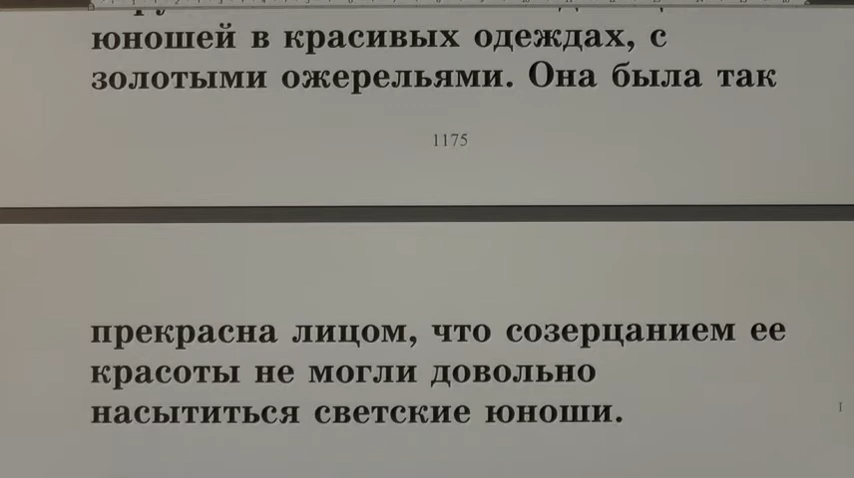 юношей в красивых одеждах, с
золотыми ожерельями. Она была так
1175
прекрасна лицом, что созерцанием ее
красоты не могли довольно
насытиться светские юноши.